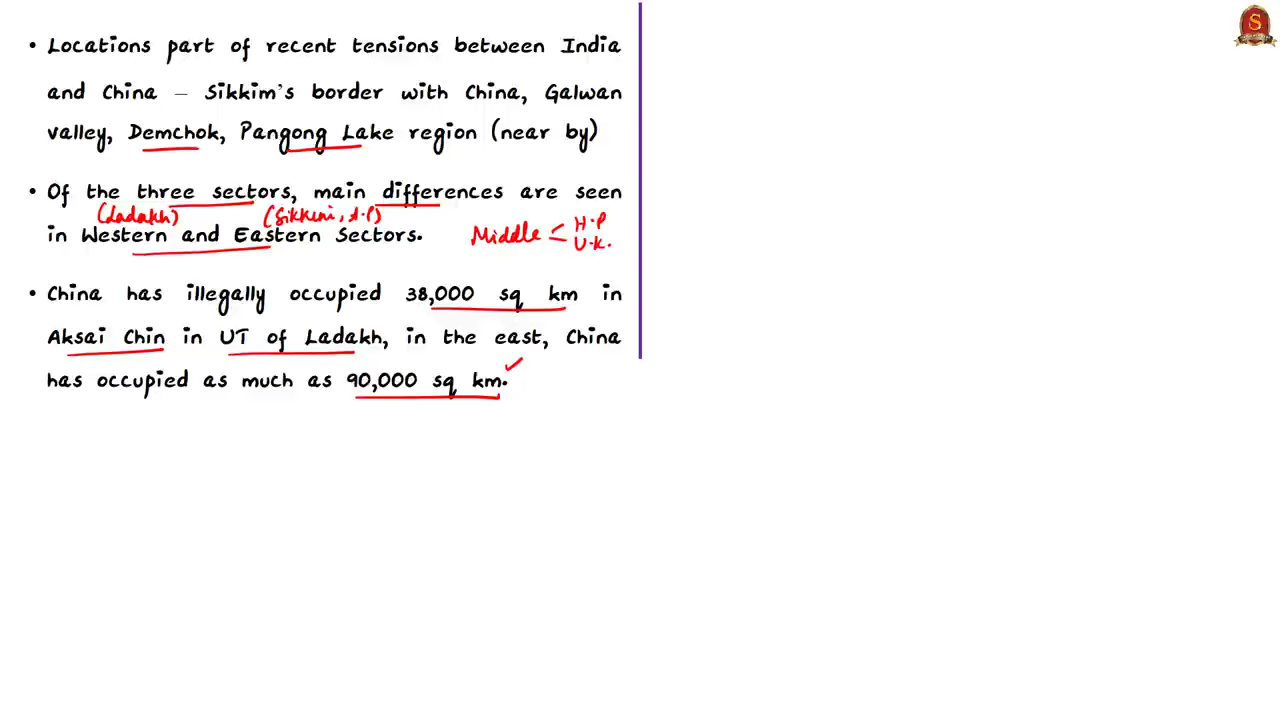 • Locations part of recent tensions between India
and China – Sikkim's border with China, Galwan
valley, Demchok, Pangong Lake region (near by)
• Of the three sectors, main differences are seen
(Ladakh) (Sikkim, A.P)
in Western and Eastern Sectors. Middle < H.P
U.K.
• China has illegally occupied 38,000 sq km in
Aksai Chin in UT of Ladakh, in the east, China
has occupied as much as 90,000 sq km.
S